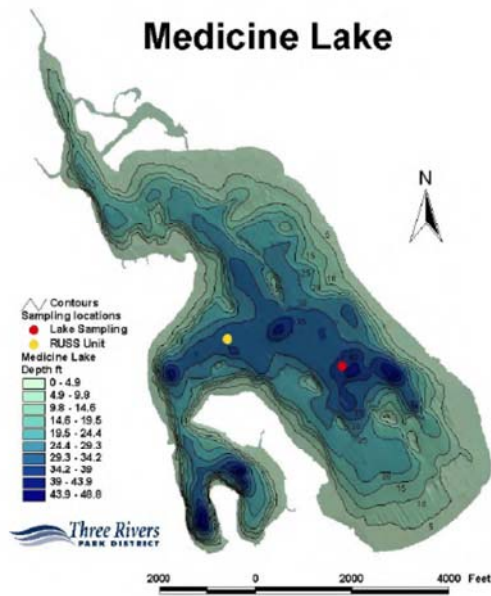 Medicine Lake
N
Contours
Sampling locations
Lake Sampling
RUSS Unit
Medicine Lake
Depth ft
0 - 4.9
4.9 - 9.8
9.8 - 14.6
14.6 - 19.5
19.5 - 24.4
24.4 - 29.3
29.3 - 34.2
34.2 - 39
39 - 43.9
43.9 - 48.8
Three Rivers
PARK DISTRICT
2000 0 2000 4000 Feet